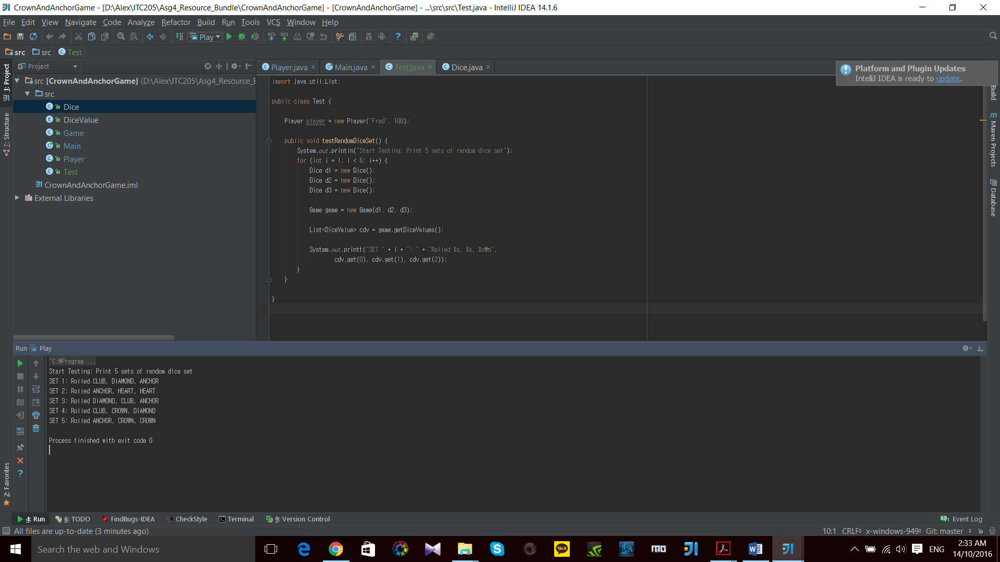 CrownAndAnchorGame - [D:\Alex\ITC205\Asg4_Resource_Bundle\CrownAndAnchorGame] - [CrownAndAnchorGame] - ...\src\src\Test.java - IntelliJ IDEA 14.1.6
File Edit View Navigate Code Analyze Refactor Build Run Tools VCS Window Help
Play
src src Test
Project
Player.java Main.java Test.java Dice.java
Platform and Plugin Updates
IntelliJ IDEA is ready to update.
1: Project
7: Structure
2: Favorites
src [CrownAndAnchorGame] (D:\Alex\ITC205\Asg4_Resource_B
src
Dice
DiceValue
Game
Main
Player
Test
CrownAndAnchorGame.iml
External Libraries
import java.util.List;
public class Test {
Player player = new Player("Fred", 100);
public void testRandomDiceSet() {
System.out.println("Start Testing: Print 5 sets of random dice set");
for (int i = 1; i < 6; i++) {
Dice d1 = new Dice();
Dice d2 = new Dice();
Dice d3 = new Dice();
Game game = new Game(d1, d2, d3);
List<DiceValue> cdv = game.getDiceValues();
System.out.printf("SET " + i + ": " + "Rolled %s, %s, %s₩n",
cdv.get(0), cdv.get(1), cdv.get(2));
}
}
}
Build
Maven Projects
Database
Run Play
"C:₩Program ...
Start Testing: Print 5 sets of random dice set
SET 1: Rolled CLUB, DIAMOND, ANCHOR
SET 2: Rolled ANCHOR, HEART, HEART
SET 3: Rolled DIAMOND, CLUB, ANCHOR
SET 4: Rolled CLUB, CROWN, DIAMOND
SET 5: Rolled ANCHOR, CROWN, CROWN
Process finished with exit code 0
4: Run 6: TODO FindBugs-IDEA CheckStyle Terminal 9: Version Control Event Log
All files are up-to-date (3 minutes ago) 10:1 CRLF x-windows-949 Git: master
Search the web and Windows
TALK
ENG
2:33 AM
14/10/2016